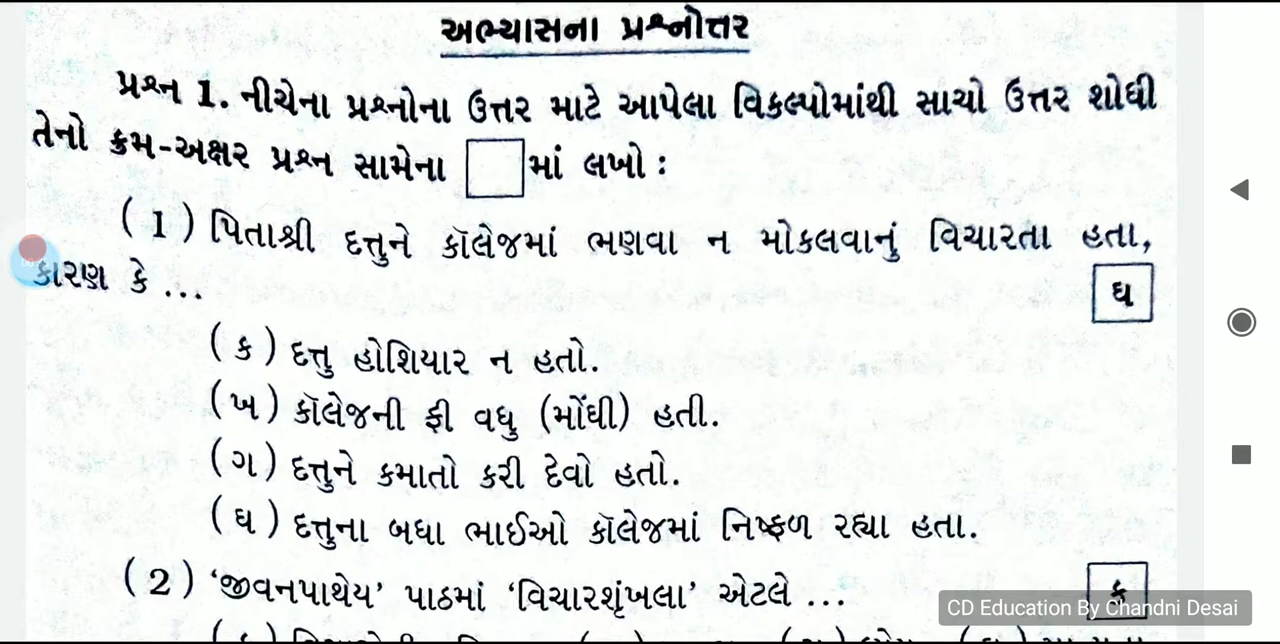 અભ્યાસના પ્રશ્નોત્તર
પ્રશ્ન 1. નીચેના પ્રશ્નોના ઉત્તર માટે આપેલા વિકલ્પોમાંથી સાચો ઉત્તર શોધી
તેનો ક્રમ-અક્ષર પ્રશ્ન સામેના માં લખો :
(1) પિતાશ્રી દત્તુને કૉલેજમાં ભણવા ન મોકલવાનું વિચારતા હતા,
કારણ કે ... ઘ
(ક) દત્તુ હોશિયાર ન હતો.
(ખ) કૉલેજની ફી વધુ (મોંઘી) હતી.
(ગ) દત્તુને કમાતો કરી દેવો હતો.
(ઘ) દત્તુના બધા ભાઈઓ કૉલેજમાં નિષ્ફળ રહ્યા હતા.
(2) ‘જીવનપાથેય’ પાઠમાં ‘વિચારશૃંખલા’ એટલે ... ક
CD Education By Chandni Desai